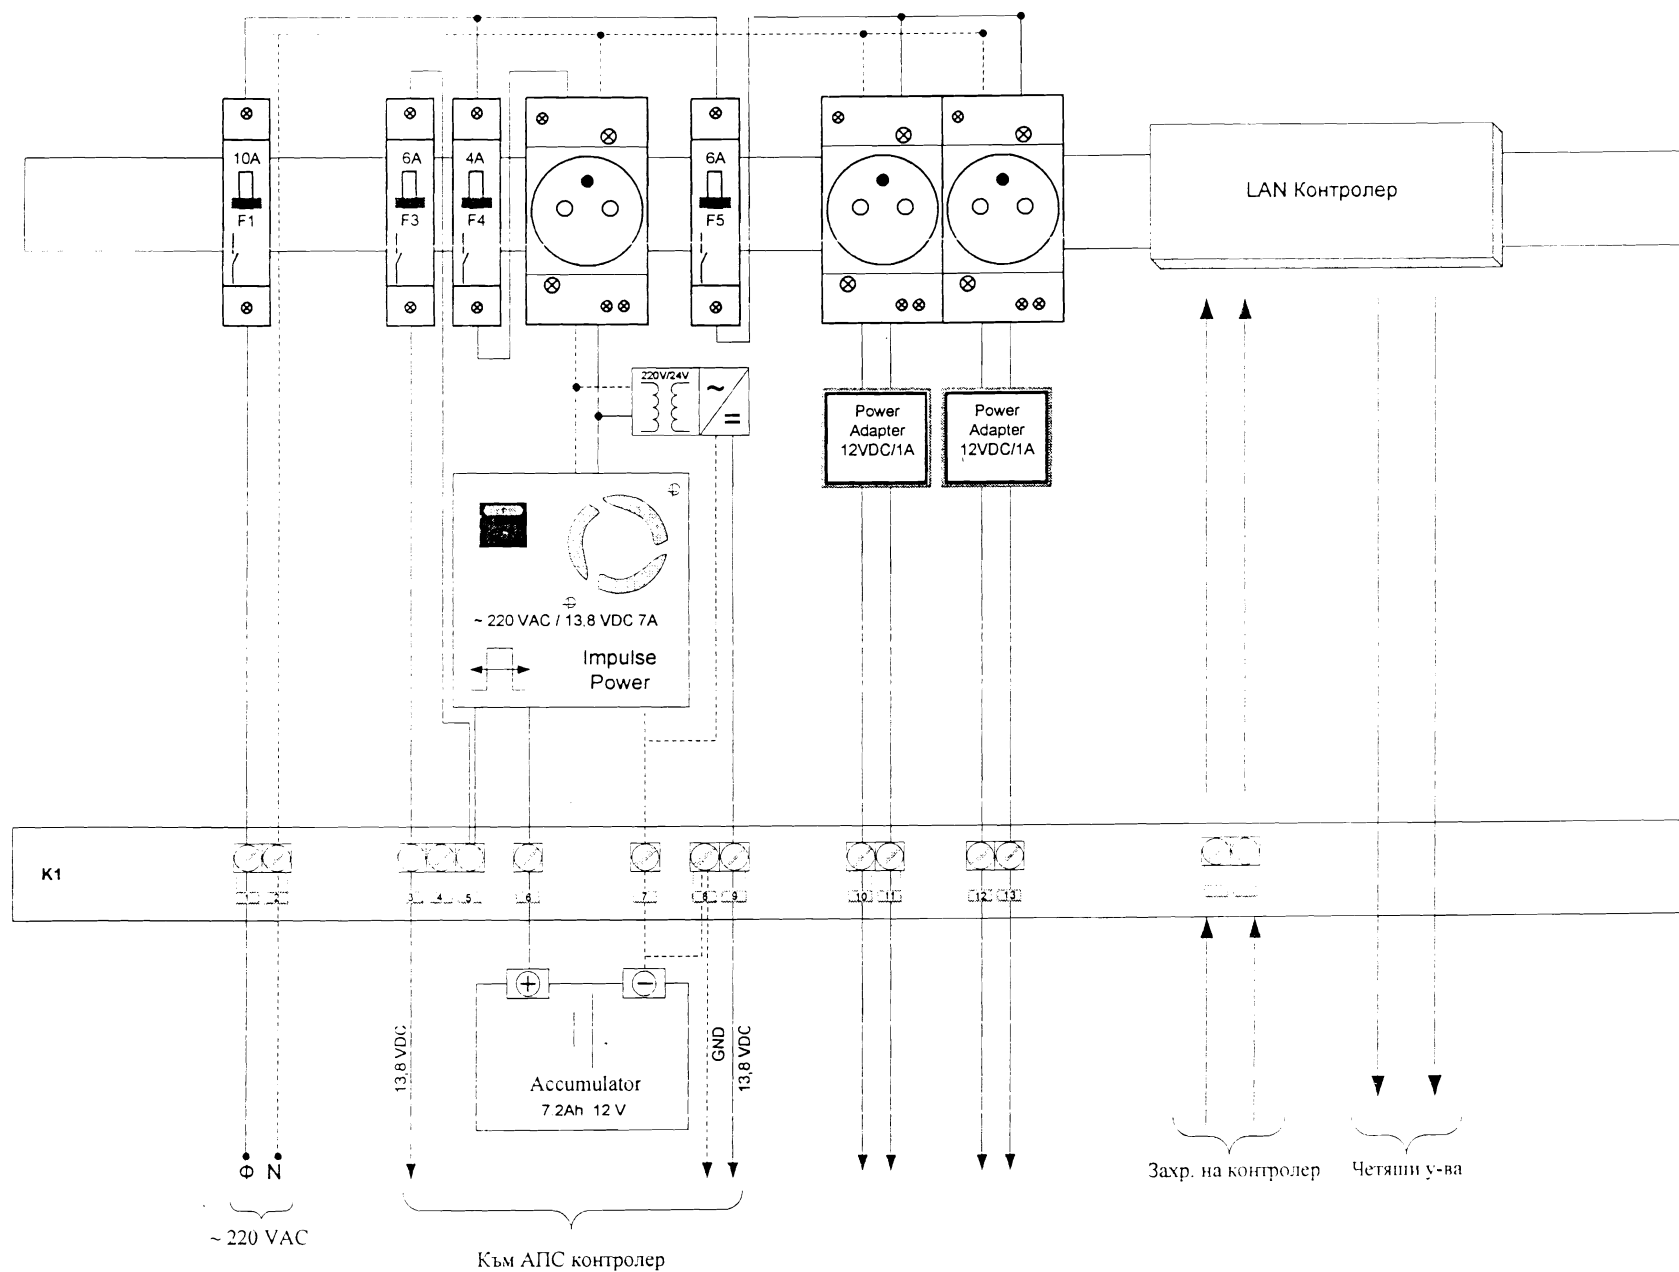 10A
F1
6A
F3
4A
F4
6A
F5
LAN Контролер
220V/24V
~
=
Power
Adapter
12VDC/1A
Power
Adapter
12VDC/1A
~ 220 VAC / 13,8 VDC 7A
Impulse
Power
K1
1 2 3 4 5 6 7 8 9 10 11 12 13
+ −
13,8 VDC
GND
13,8 VDC
Accumulator
7.2Ah 12 V
Ф N
~ 220 VAC
Към АПС контролер
Захр. на контролер
Четящи у-ва